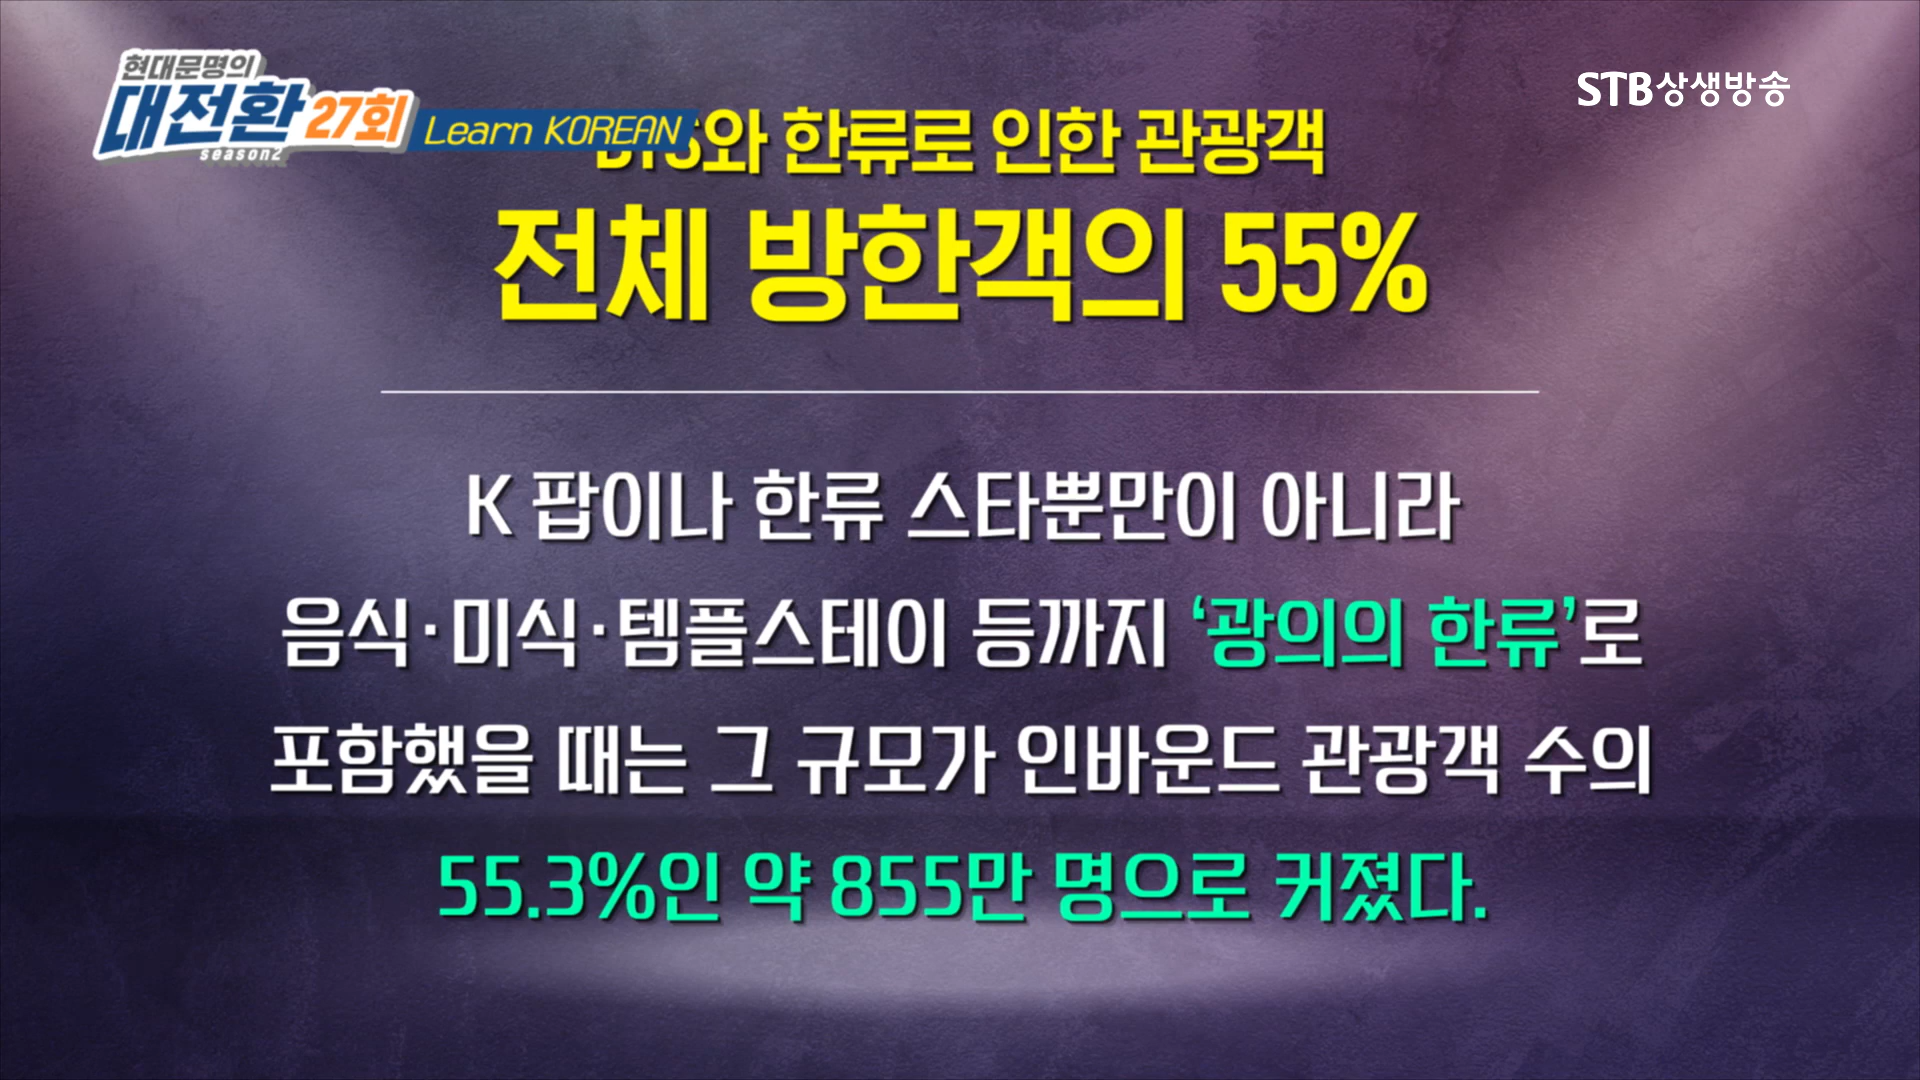 현대문명의
대전환 27회
season2
Learn KOREAN
STB상생방송
BTS와 한류로 인한 관광객
전체 방한객의 55%
K 팝이나 한류 스타뿐만이 아니라
음식·미식·템플스테이 등까지 ‘광의의 한류’로
포함했을 때는 그 규모가 인바운드 관광객 수의
55.3%인 약 855만 명으로 커졌다.